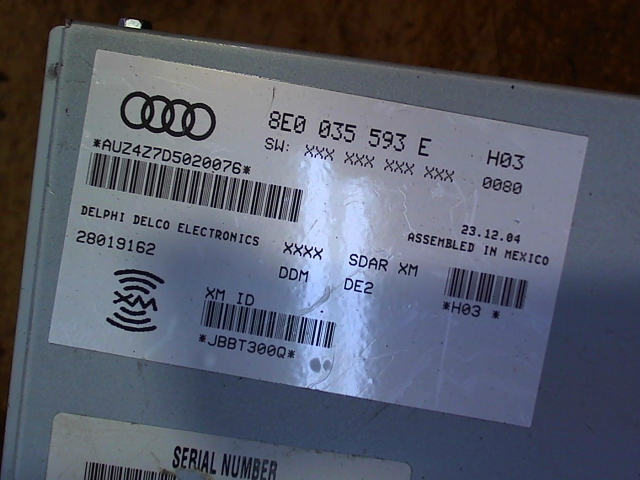 8E0 035 593 E H03
SW: XXX XXX XXX XXX 0080
*AUZ4Z7D5020076*
DELPHI DELCO ELECTRONICS
28019162
23.12.04
ASSEMBLED IN MEXICO
XXXX SDAR XM
DDM DE2
XM
XM ID
*JBBT300Q*
*H03 *
SERIAL NUMBER